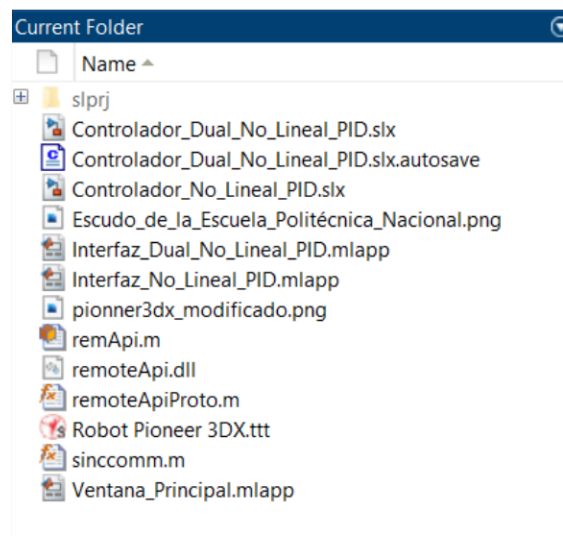 Current Folder
Name
slprj
Controlador_Dual_No_Lineal_PID.slx
Controlador_Dual_No_Lineal_PID.slx.autosave
Controlador_No_Lineal_PID.slx
Escudo_de_la_Escuela_Politécnica_Nacional.png
Interfaz_Dual_No_Lineal_PID.mlapp
Interfaz_No_Lineal_PID.mlapp
pionner3dx_modificado.png
remApi.m
remoteApi.dll
remoteApiProto.m
Robot Pioneer 3DX.ttt
sinccomm.m
Ventana_Principal.mlapp